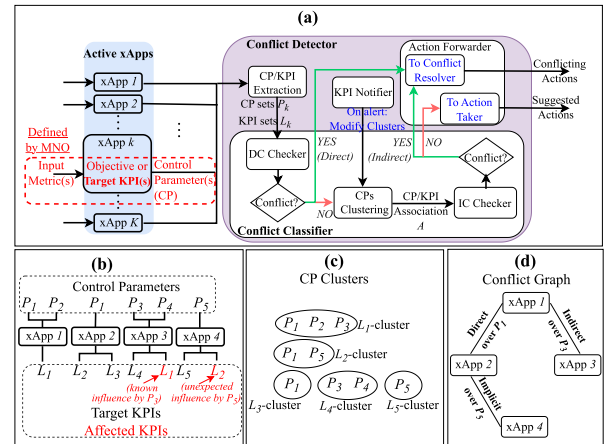 (a)
Active xApps
xApp 1
xApp 2
Defined
by MNO
xApp k
Input
Metric(s)
Objective or
Target KPI(s)
Control
Parameter(s)
(CP)
xApp K
Conflict Detector
CP/KPI
Extraction
CP sets Pk
KPI sets Lk
DC Checker
Conflict?
YES
(Direct)
NO
KPI Notifier
On alert:
Modify Clusters
CPs
Clustering
CP/KPI
Association
A
IC Checker
Conflict?
YES
(Indirect)
NO
Conflict Classifier
Action Forwarder
To Conflict
Resolver
To Action
Taker
Conflicting
Actions
Suggested
Actions
(b)
Control Parameters
P1 P2 P1 P3 P4 P5
xApp 1 xApp 2 xApp 3 xApp 4
L1 L2 L3 L4 L1 L5 L2
(known
influence by P3)
(unexpected
influence by P5)
Target KPIs
Affected KPIs
(c)
CP Clusters
P1 P2 P3 L1-cluster
P1 P5 L2-cluster
P1 P3 P4 P5
L3-cluster L4-cluster L5-cluster
(d)
Conflict Graph
xApp 1
Direct
over P1
Indirect
over P3
xApp 2
xApp 3
Implicit
over P5
xApp 4